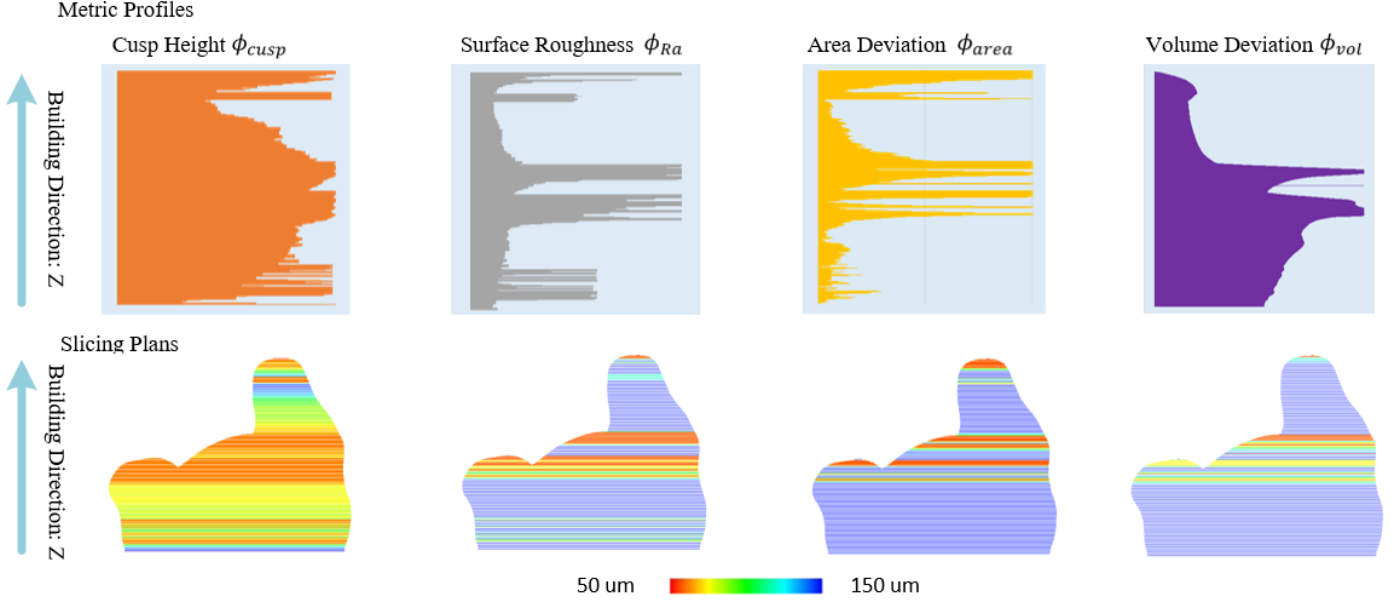 Metric Profiles
Cusp Height ϕcusp
Surface Roughness ϕRa
Area Deviation ϕarea
Volume Deviation ϕvol
Building Direction: Z
Slicing Plans
Building Direction: Z
50 um
150 um